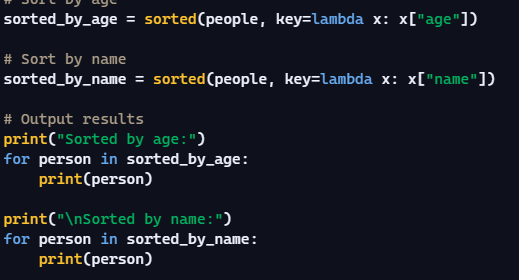 # Sort by age
sorted_by_age = sorted(people, key=lambda x: x["age"])

# Sort by name
sorted_by_name = sorted(people, key=lambda x: x["name"])

# Output results
print("Sorted by age:")
for person in sorted_by_age:
    print(person)

print("\nSorted by name:")
for person in sorted_by_name:
    print(person)